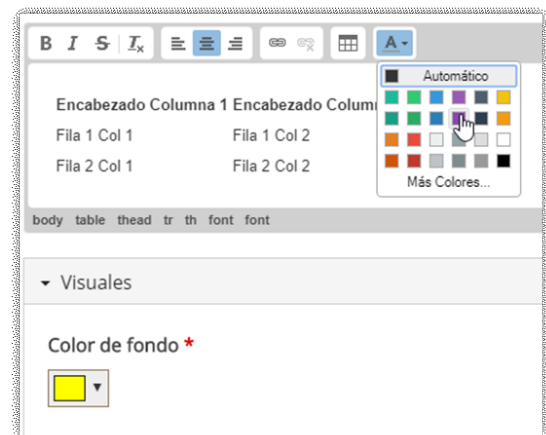 B I S Tx A
Automático
Encabezado Columna 1 Encabezado Colum
Fila 1 Col 1 Fila 1 Col 2
Fila 2 Col 1 Fila 2 Col 2
Más Colores...
body table thead tr th font font
Visuales
Color de fondo *